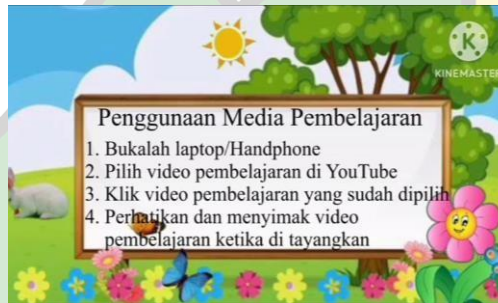 KINEMASTER
Penggunaan Media Pembelajaran
1. Bukalah laptop/Handphone
2. Pilih video pembelajaran di YouTube
3. Klik video pembelajaran yang sudah dipilih
4. Perhatikan dan menyimak video
pembelajaran ketika di tayangkan